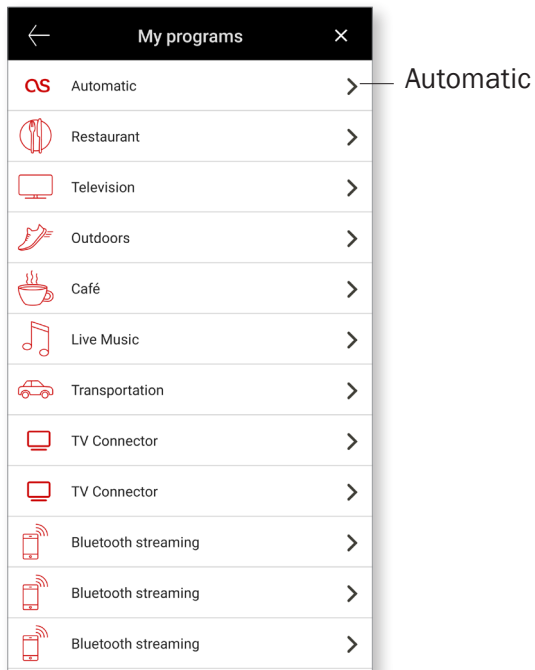 My programs
Automatic
Automatic
Restaurant
Television
Outdoors
Café
Live Music
Transportation
TV Connector
TV Connector
Bluetooth streaming
Bluetooth streaming
Bluetooth streaming